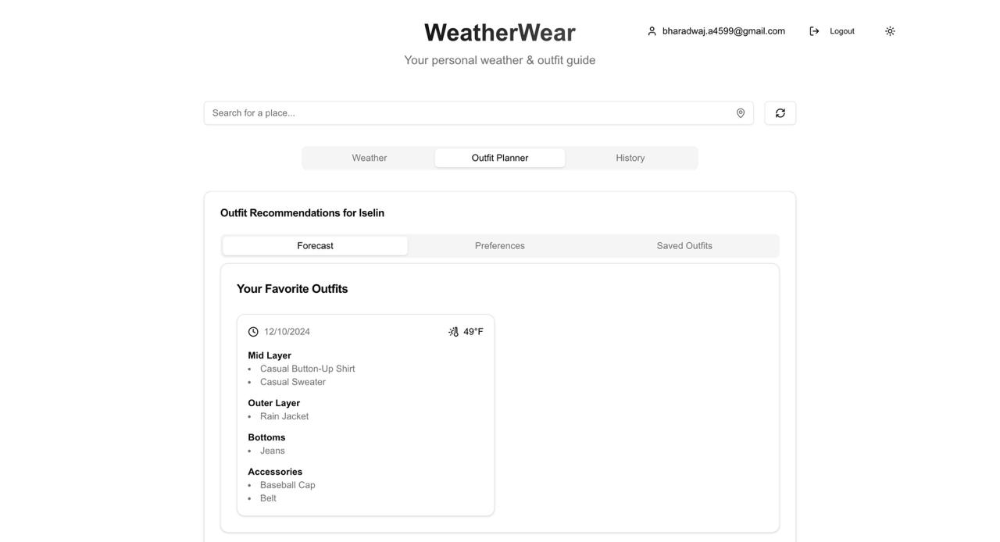 WeatherWear
bharadwaj.a4599@gmail.com
Logout
Your personal weather & outfit guide
Search for a place...
Weather
Outfit Planner
History
Outfit Recommendations for Iselin
Forecast
Preferences
Saved Outfits
Your Favorite Outfits
12/10/2024
49°F
Mid Layer
• Casual Button-Up Shirt
• Casual Sweater
Outer Layer
• Rain Jacket
Bottoms
• Jeans
Accessories
• Baseball Cap
• Belt